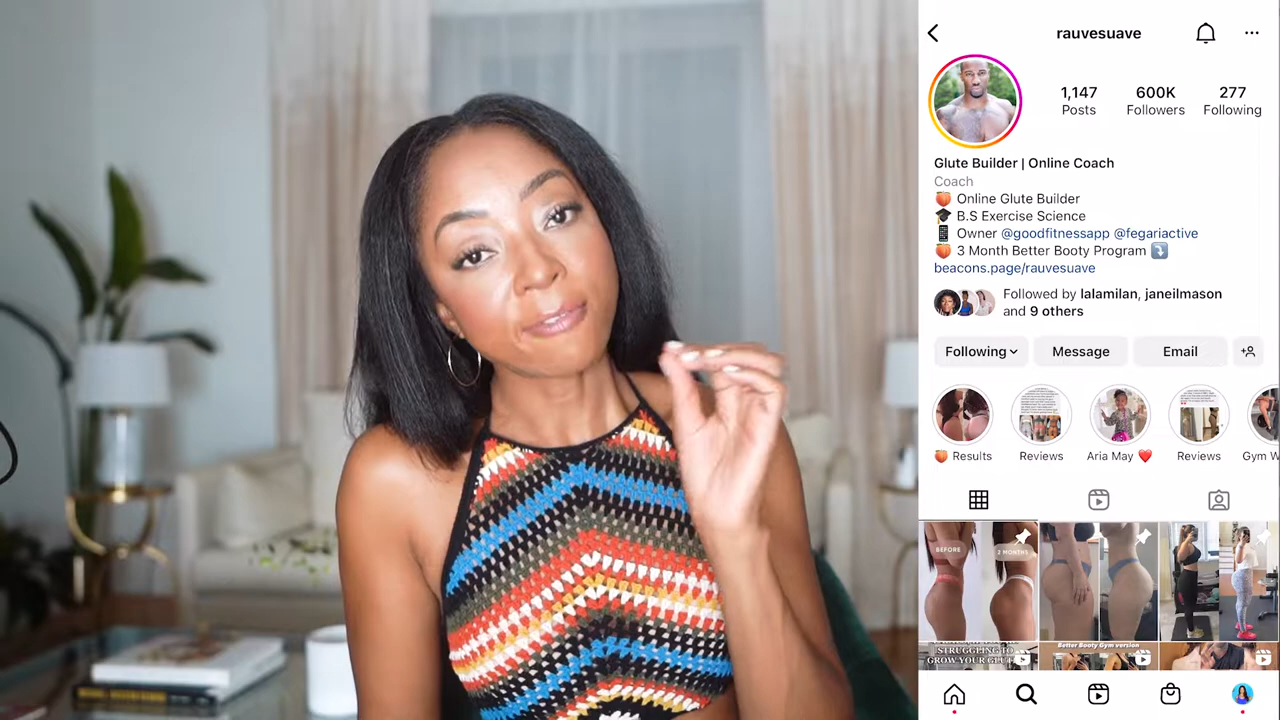 rauvesuave
1,147 600K 277
Posts Followers Following
Glute Builder | Online Coach
Coach
🍑 Online Glute Builder
🎓 B.S Exercise Science
📱 Owner @goodfitnessapp @fegariactive
🍑 3 Month Better Booty Program ⤵️
beacons.page/rauvesuave
Followed by lalamilan, janeilmason
and 9 others
Following Message Email
🍑 Results Reviews Aria May ❤️ Reviews Gym W
BEFORE 2 MONTHS
STRUGGLING TO
GROW YOUR
Better Booty Gym version